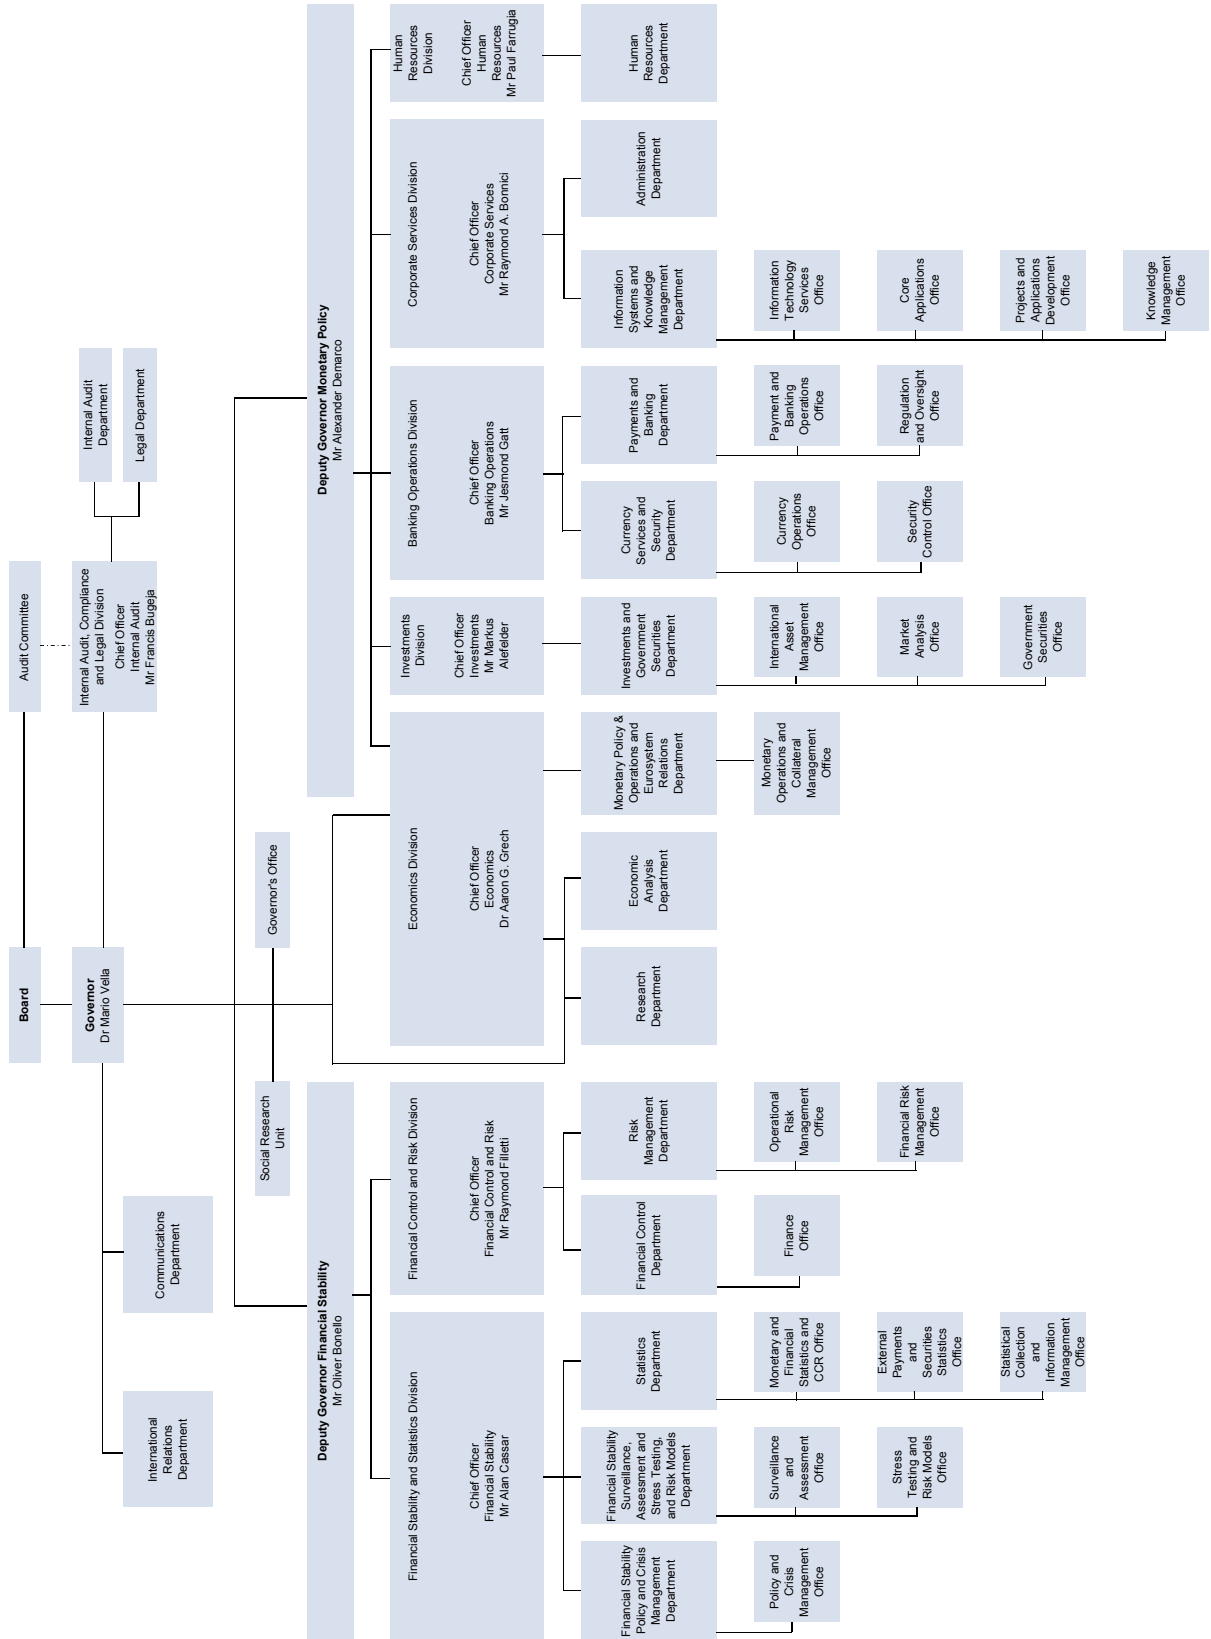 Board
Audit Committee
Governor
Dr Mario Vella
Internal Audit, Compliance
and Legal Division
Chief Officer
Internal Audit
Mr Francis Bugeja
Internal Audit
Department
Legal Department
International
Relations
Department
Communications
Department
Social Research
Unit
Governor's Office
Deputy Governor Financial Stability
Mr Oliver Bonello
Deputy Governor Monetary Policy
Mr Alexander Demarco
Financial Stability and Statistics Division
Chief Officer
Financial Stability
Mr Alan Cassar
Financial Control and Risk Division
Chief Officer
Financial Control and Risk
Mr Raymond Filletti
Economics Division
Chief Officer
Economics
Dr Aaron G. Grech
Investments
Division
Chief Officer
Investments
Mr Markus
Alefelder
Banking Operations Division
Chief Officer
Banking Operations
Mr Jesmond Gatt
Corporate Services Division
Chief Officer
Corporate Services
Mr Raymond A. Bonnici
Human
Resources
Division
Chief Officer
Human
Resources
Mr Paul Farrugia
Financial Stability
Policy and Crisis
Management
Department
Financial Stability
Surveillance,
Assessment and
Stress Testing,
and Risk Models
Department
Statistics
Department
Financial Control
Department
Risk
Management
Department
Research
Department
Economic
Analysis
Department
Monetary Policy &
Operations and
Eurosystem
Relations
Department
Investments and
Government
Securities
Department
Currency
Services and
Security
Department
Payments and
Banking
Department
Information
Systems and
Knowledge
Management
Department
Administration
Department
Human
Resources
Department
Policy and
Crisis
Management
Office
Surveillance
and
Assessment
Office
Monetary and
Financial
Statistics and
CCR Office
Finance
Office
Operational
Risk
Management
Office
Monetary
Operations and
Collateral
Management
Office
International
Asset
Management
Office
Currency
Operations
Office
Payment and
Banking
Operations
Office
Information
Technology
Services
Office
Stress
Testing and
Risk Models
Office
External
Payments
and
Securities
Statistics
Office
Financial Risk
Management
Office
Market
Analysis
Office
Security
Control Office
Regulation
and Oversight
Office
Core
Applications
Office
Statistical
Collection
and
Information
Management
Office
Government
Securities
Office
Projects and
Applications
Development
Office
Knowledge
Management
Office